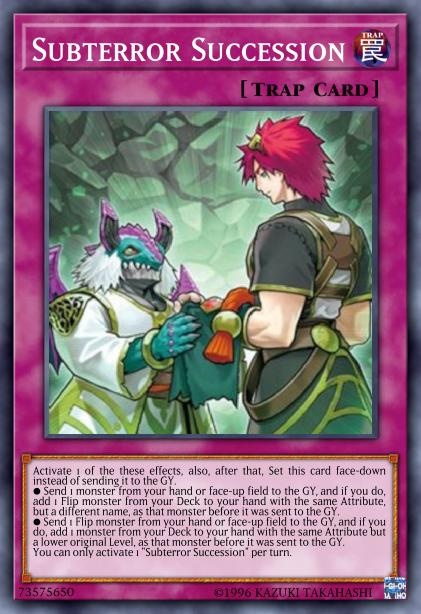 SUBTERROR SUCCESSION
TRAP
罠
[TRAP CARD]
Activate 1 of the these effects, also, after that, Set this card face-down
instead of sending it to the GY.
● Send 1 monster from your hand or face-up field to the GY, and if you do,
add 1 Flip monster from your Deck to your hand with the same Attribute,
but a different name, as that monster before it was sent to the GY.
● Send 1 Flip monster from your hand or face-up field to the GY, and if you
do, add 1 monster from your Deck to your hand with the same Attribute but
a lower original Level, as that monster before it was sent to the GY.
You can only activate 1 "Subterror Succession" per turn.
73575650
©1996 KAZUKI TAKAHASHI